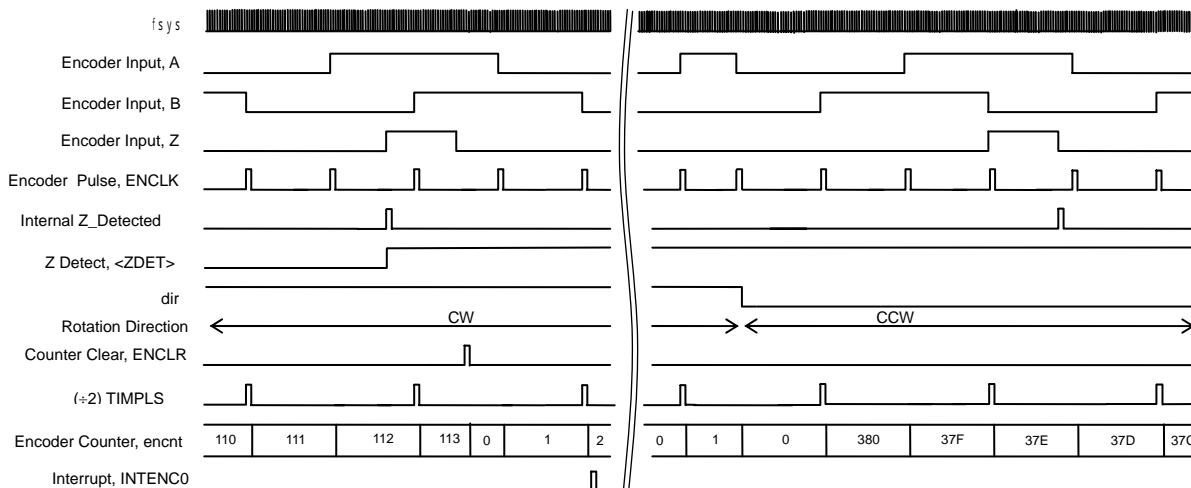 fsys
Encoder Input, A
Encoder Input, B
Encoder Input, Z
Encoder Pulse, ENCLK
Internal Z_Detected
Z Detect, <ZDET>
dir
Rotation Direction CW CCW
Counter Clear, ENCLR
(÷2) TIMPLS
Encoder Counter, encnt 110 111 112 113 0 1 2 0 1 0 380 37F 37E 37D 37C
Interrupt, INTENC0